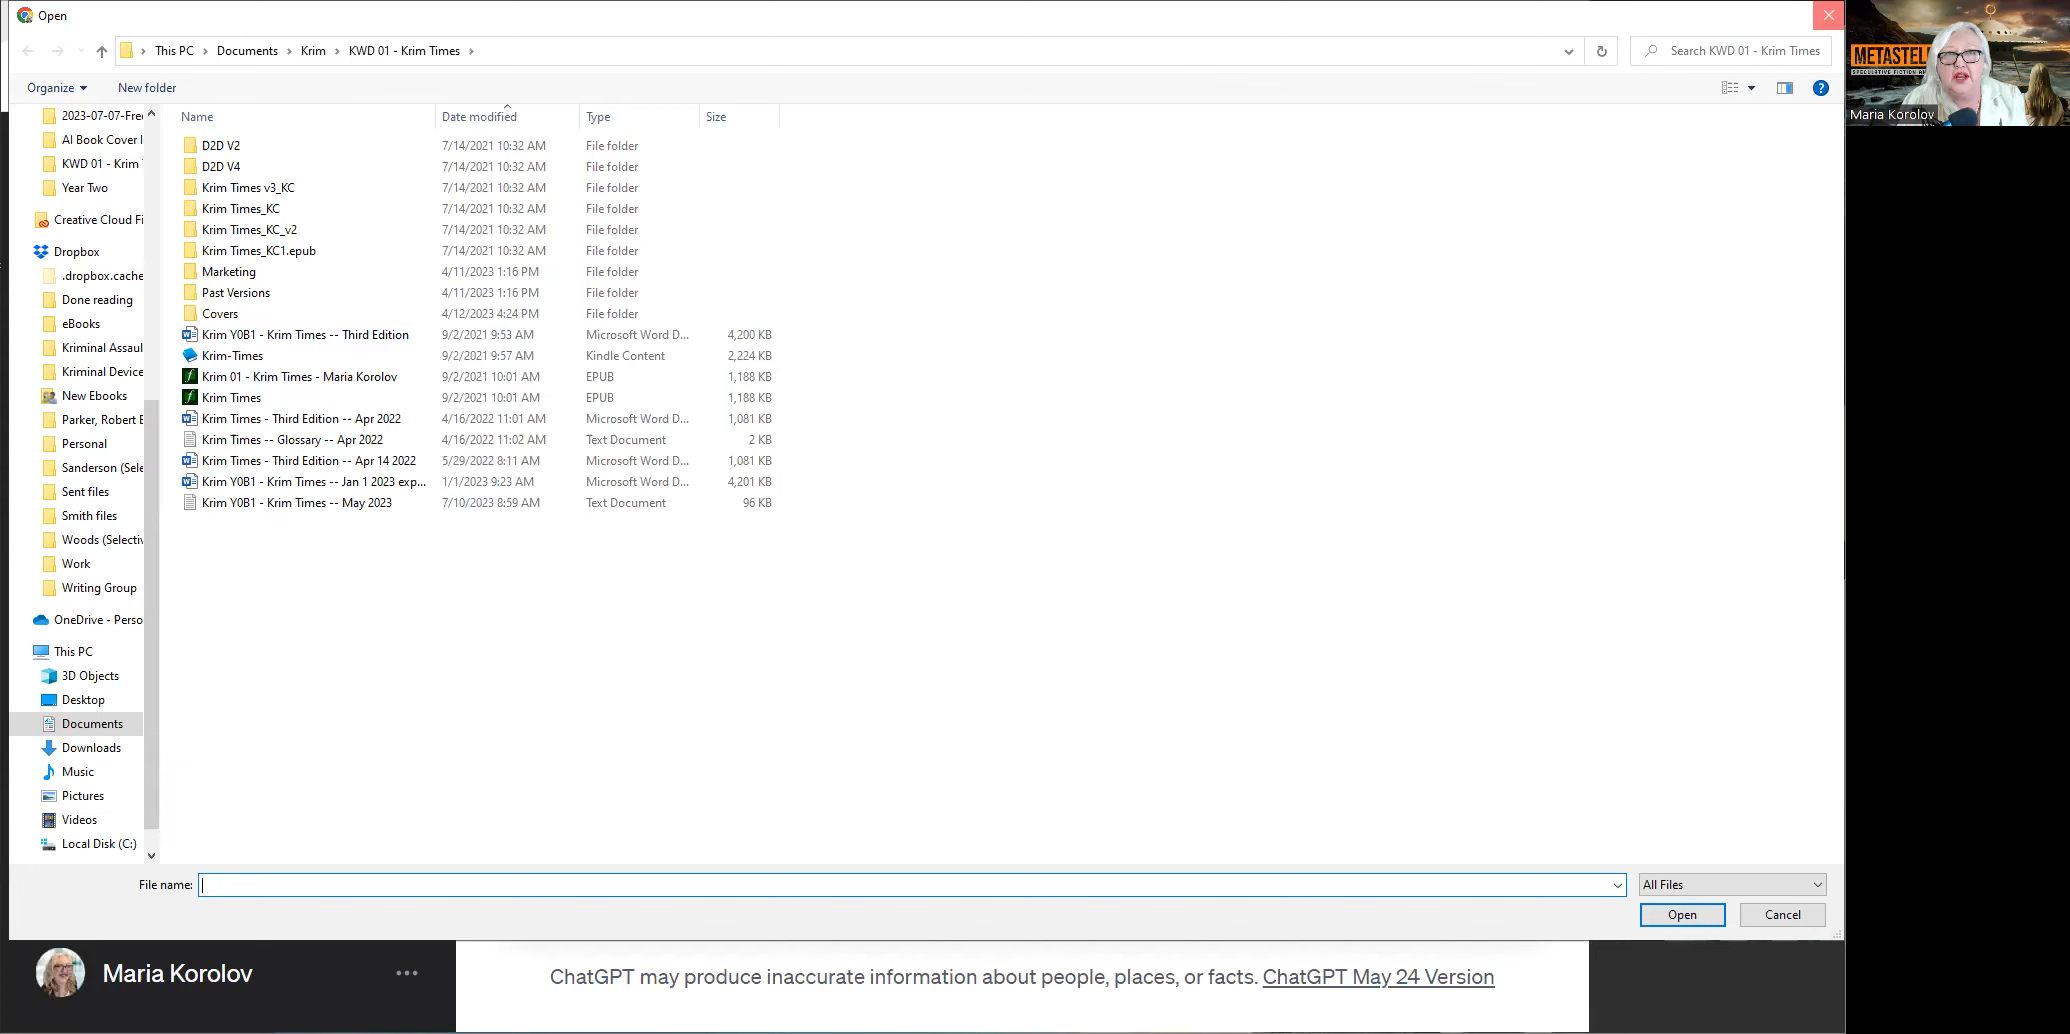 Open
This PC > Documents > Krim > KWD 01 - Krim Times >
Search KWD 01 - Krim Times
Organize
New folder
2023-07-07-Fre
AI Book Cover I
KWD 01 - Krim
Year Two
Creative Cloud Fi
Dropbox
.dropbox.cache
Done reading
eBooks
Kriminal Assaul
Kriminal Device
New Ebooks
Parker, Robert B
Personal
Sanderson (Sele
Sent files
Smith files
Woods (Selectiv
Work
Writing Group
OneDrive - Perso
This PC
3D Objects
Desktop
Documents
Downloads
Music
Pictures
Videos
Local Disk (C:)
Name Date modified Type Size
D2D V2 7/14/2021 10:32 AM File folder
D2D V4 7/14/2021 10:32 AM File folder
Krim Times v3_KC 7/14/2021 10:32 AM File folder
Krim Times_KC 7/14/2021 10:32 AM File folder
Krim Times_KC_v2 7/14/2021 10:32 AM File folder
Krim Times_KC1.epub 7/14/2021 10:32 AM File folder
Marketing 4/11/2023 1:16 PM File folder
Past Versions 4/11/2023 1:16 PM File folder
Covers 4/12/2023 4:24 PM File folder
Krim Y0B1 - Krim Times -- Third Edition 9/2/2021 9:53 AM Microsoft Word D... 4,200 KB
Krim-Times 9/2/2021 9:57 AM Kindle Content 2,224 KB
Krim 01 - Krim Times - Maria Korolov 9/2/2021 10:01 AM EPUB 1,188 KB
Krim Times 9/2/2021 10:01 AM EPUB 1,188 KB
Krim Times - Third Edition -- Apr 2022 4/16/2022 11:01 AM Microsoft Word D... 1,081 KB
Krim Times -- Glossary -- Apr 2022 4/16/2022 11:02 AM Text Document 2 KB
Krim Times - Third Edition -- Apr 14 2022 5/29/2022 8:11 AM Microsoft Word D... 1,081 KB
Krim Y0B1 - Krim Times -- Jan 1 2023 exp... 1/1/2023 9:23 AM Microsoft Word D... 4,201 KB
Krim Y0B1 - Krim Times -- May 2023 7/10/2023 8:59 AM Text Document 96 KB
File name:
All Files
Open
Cancel
METASTEL
Maria Korolov
Maria Korolov
ChatGPT may produce inaccurate information about people, places, or facts. ChatGPT May 24 Version